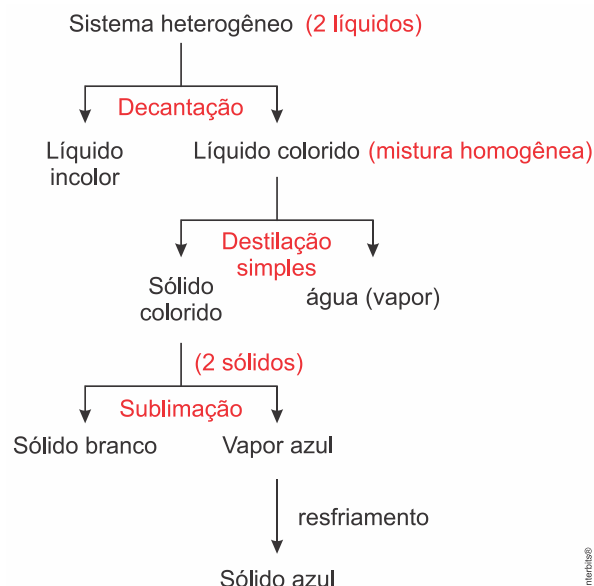 Sistema heterogêneo (2 líquidos)
Decantação
Líquido
incolor
Líquido colorido (mistura homogênea)
Destilação
simples
Sólido
colorido
água (vapor)
(2 sólidos)
Sublimação
Sólido branco
Vapor azul
resfriamento
Sólido azul